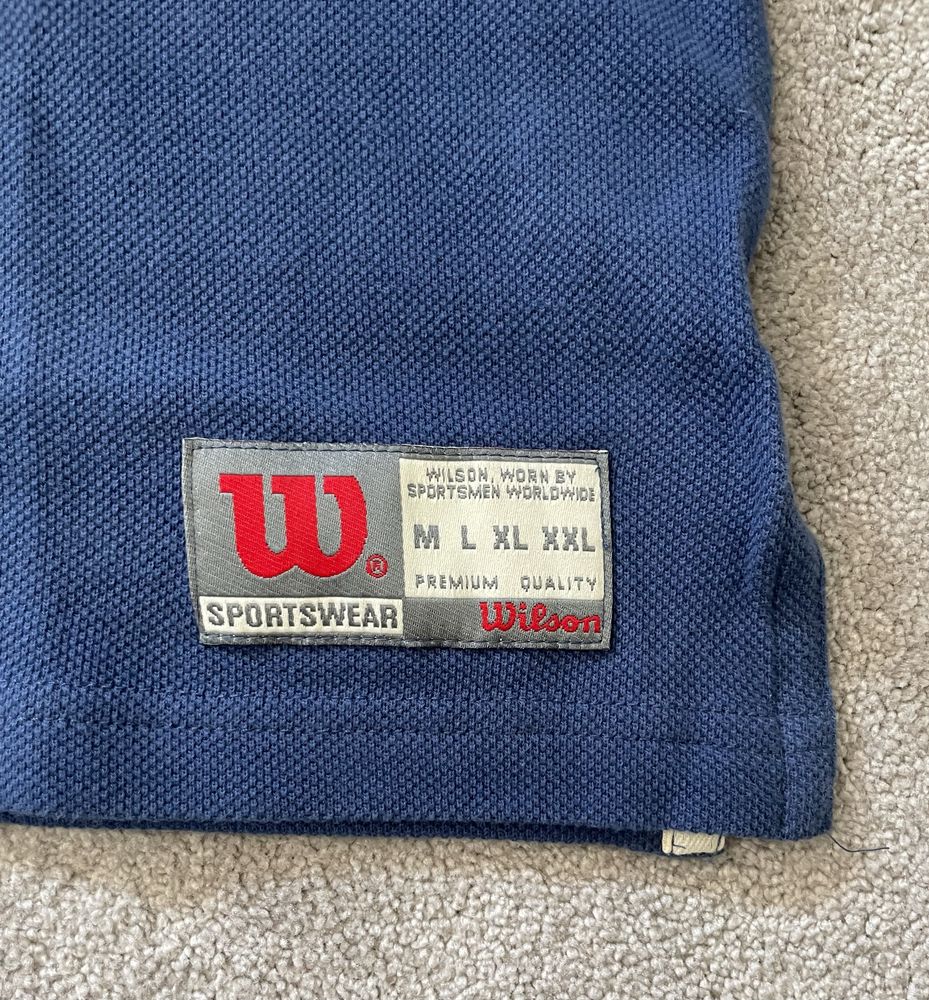 W®
SPORTSWEAR
WILSON, WORN BY
SPORTSMEN WORLDWIDE
M L XL XXL
PREMIUM QUALITY
Wilson